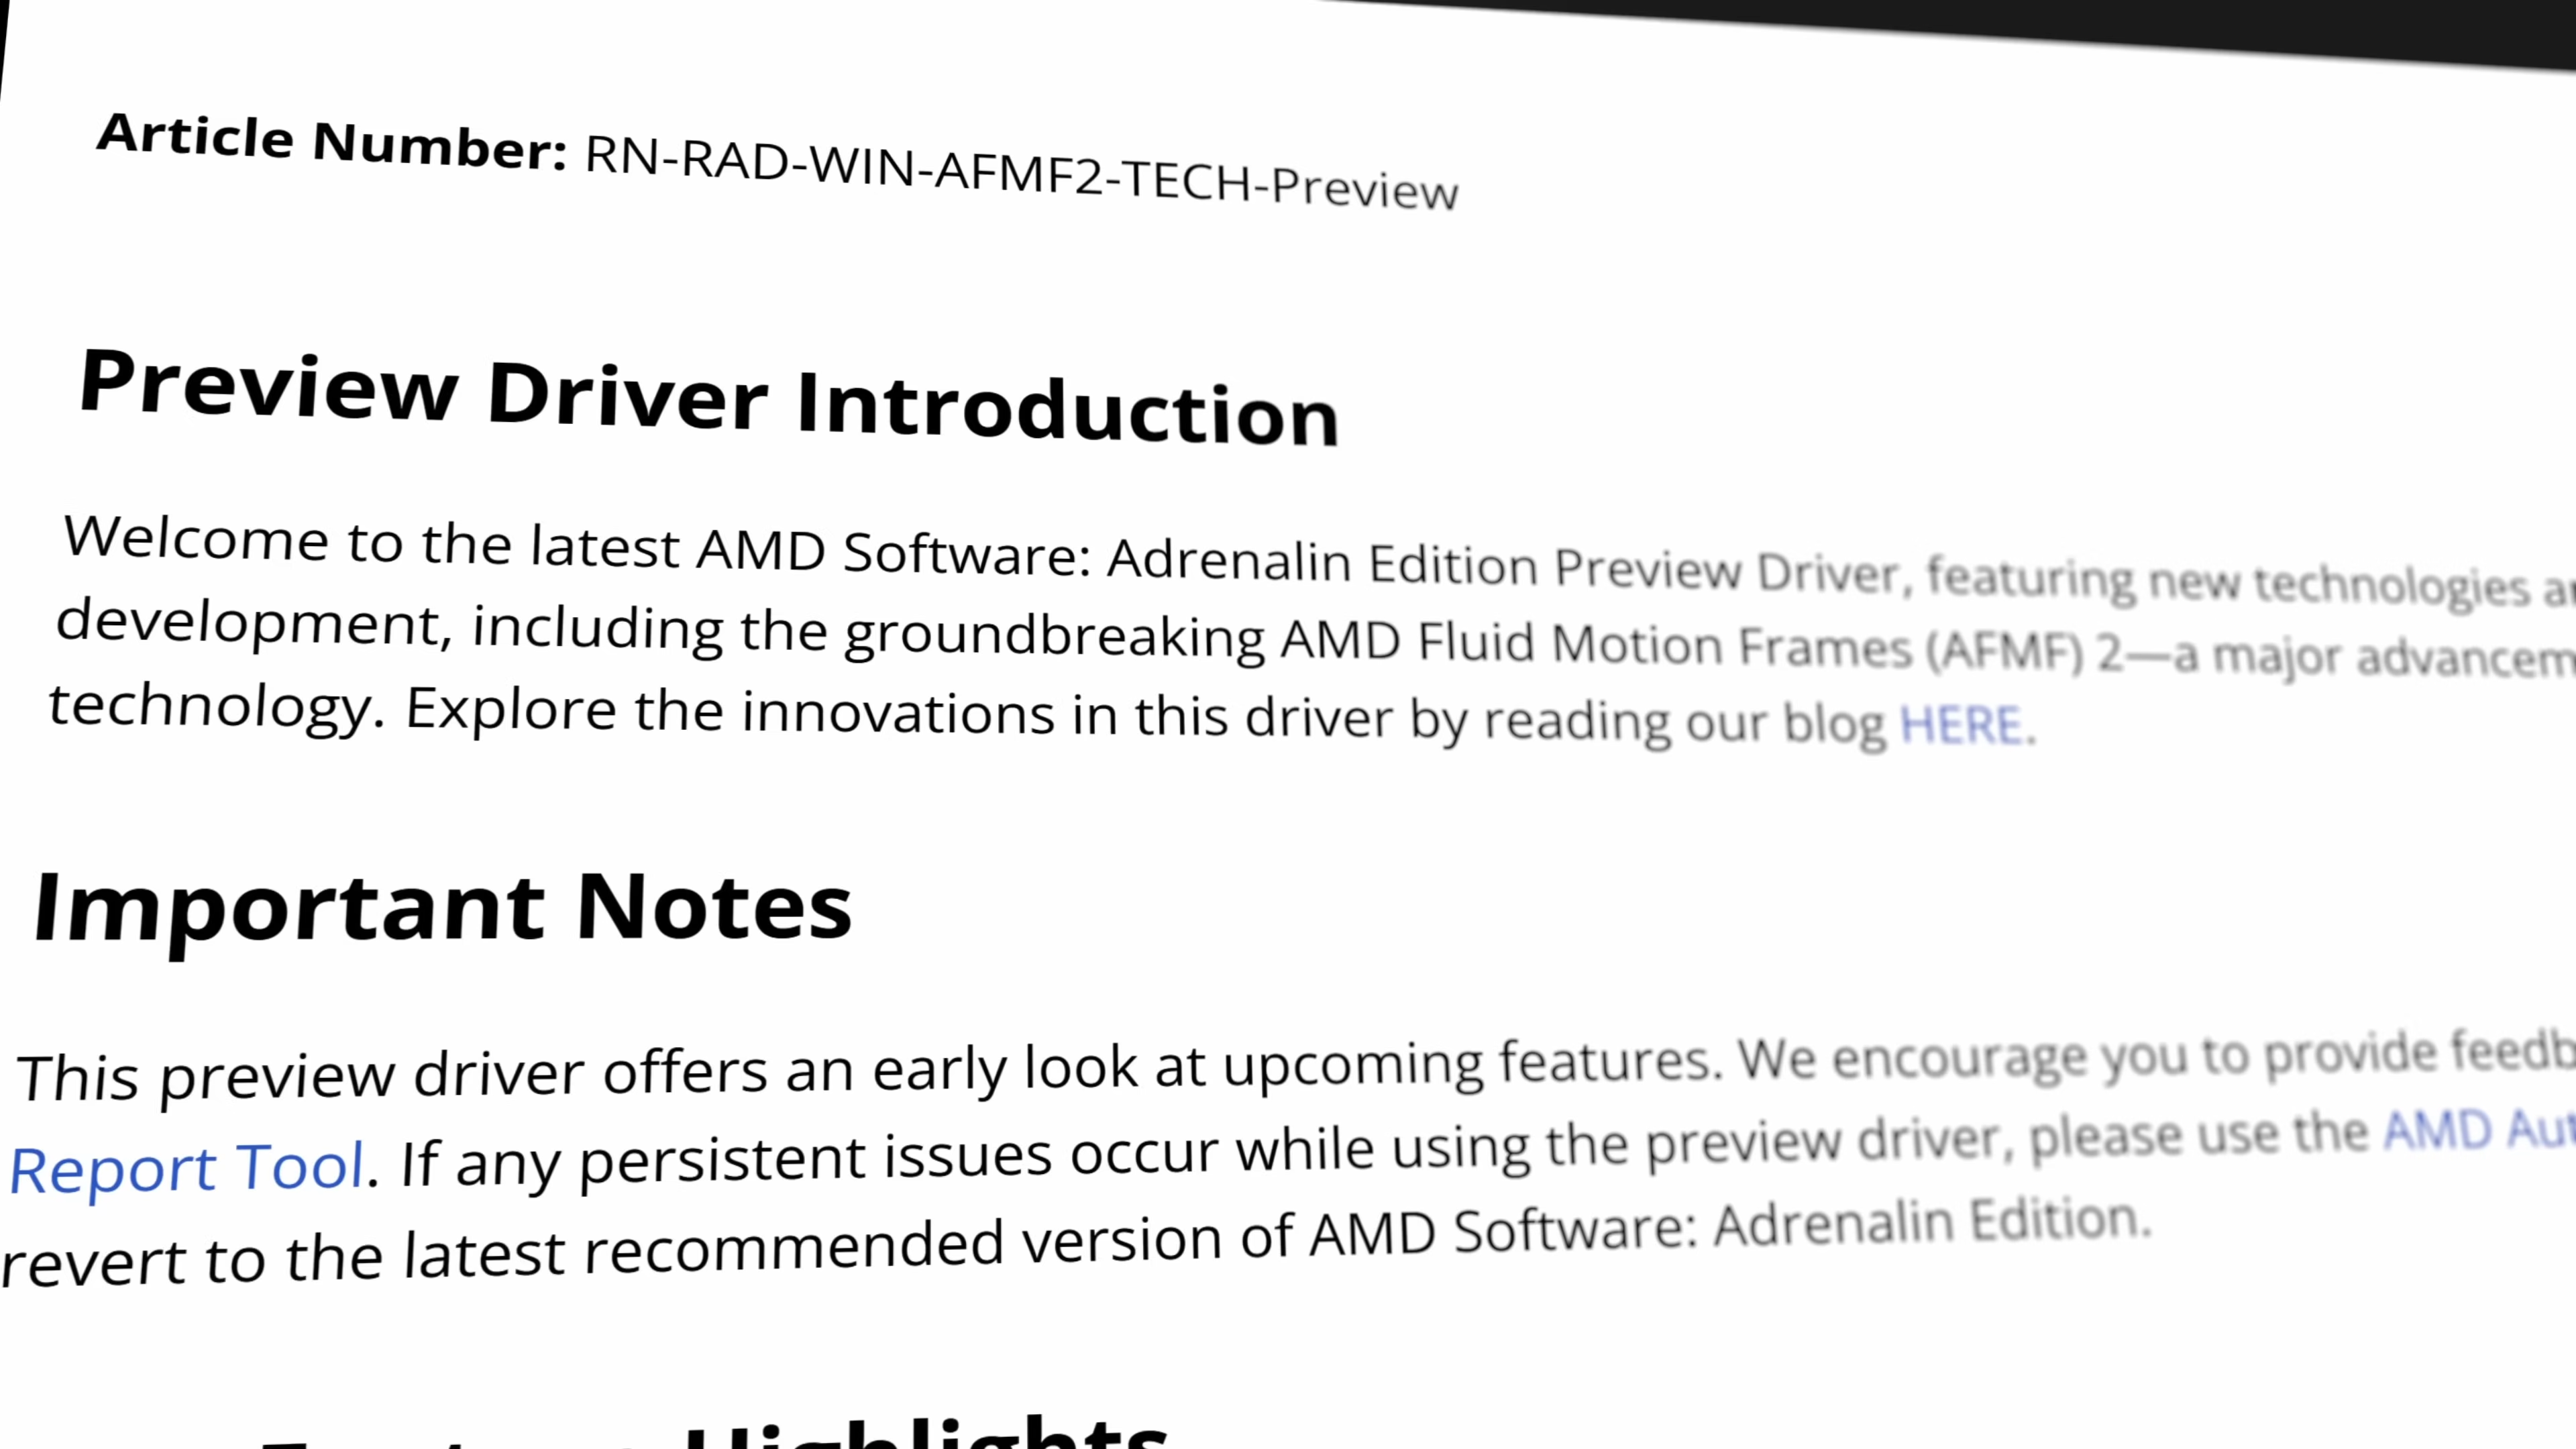 Article Number: RN-RAD-WIN-AFMF2-TECH-Preview
Preview Driver Introduction
Welcome to the latest AMD Software: Adrenalin Edition Preview Driver, featuring new technologies
development, including the groundbreaking AMD Fluid Motion Frames (AFMF) 2—a major
technology. Explore the innovations in this driver by reading our blog HERE.
Important Notes
This preview driver offers an early look at upcoming features. We encourage you to provide
Report Tool. If any persistent issues occur while using the preview driver, please use the AMD
revert to the latest recommended version of AMD Software: Adrenalin Edition.
Highlights